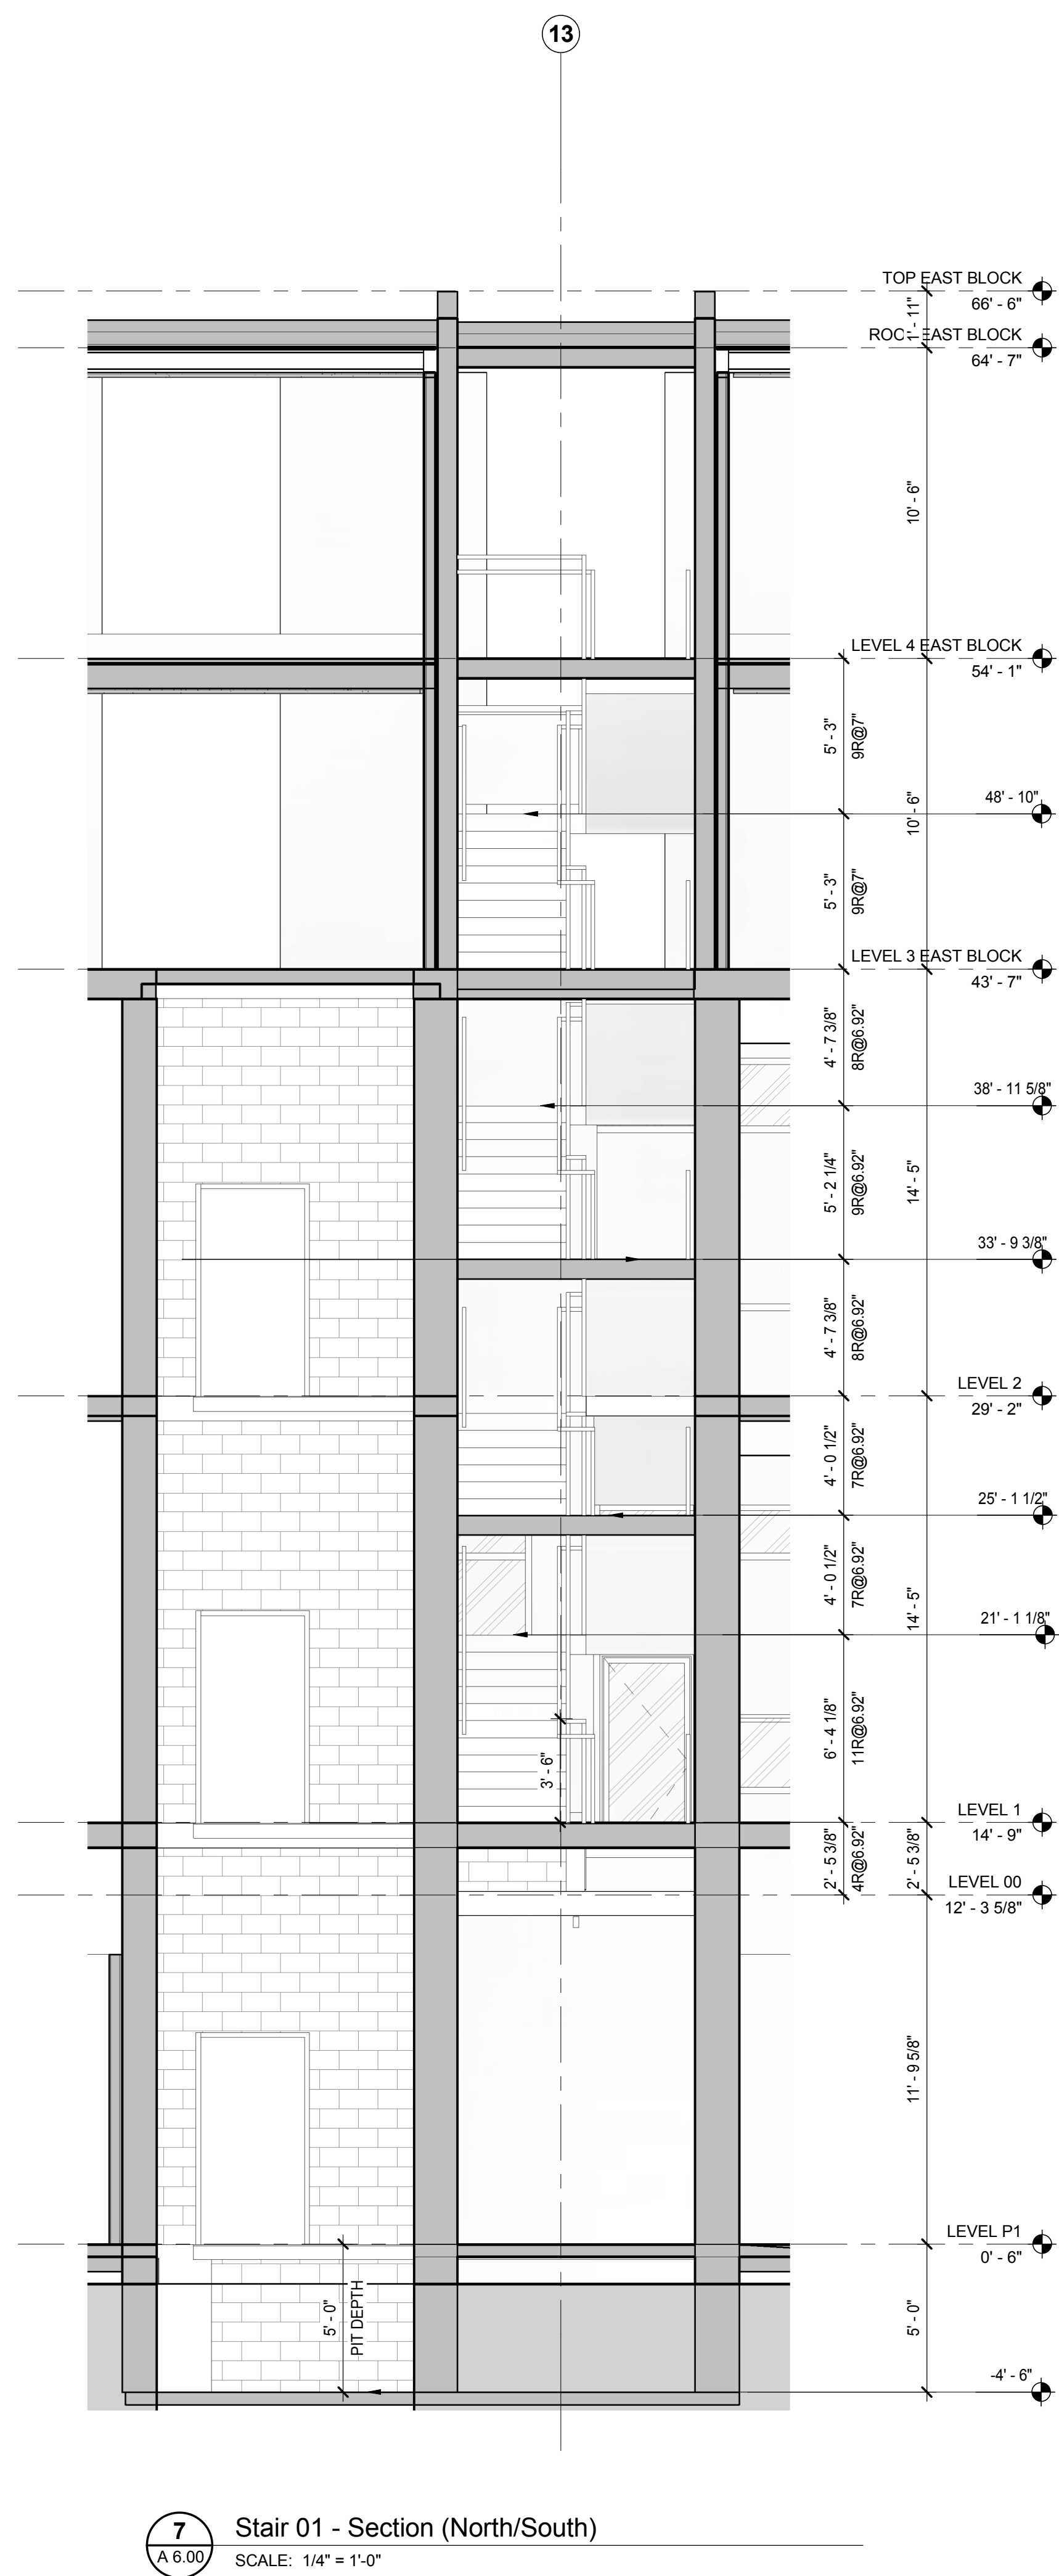 13
TOP EAST BLOCK
66' - 6"
1' - 11"
EAST BLOCK
64' - 7"
10' - 6"
LEVEL 4 EAST BLOCK
54' - 1"
5' - 3"
9R@7"
48' - 10"
10' - 6"
5' - 3"
9R@7"
LEVEL 3 EAST BLOCK
43' - 7"
4' - 7 3/8"
8R@6.92"
38' - 11 5/8"
5' - 2 1/4"
9R@6.92"
14' - 5"
33' - 9 3/8"
4' - 7 3/8"
8R@6.92"
LEVEL 2
29' - 2"
4' - 0 1/2"
7R@6.92"
25' - 1 1/2"
4' - 0 1/2"
7R@6.92"
14' - 5"
21' - 1 1/8"
6' - 4 1/8"
11R@6.92"
3' - 6"
LEVEL 1
14' - 9"
2' - 5 3/8"
4R@6.92"
2' - 5 3/8"
LEVEL 00
12' - 3 5/8"
11' - 9 5/8"
LEVEL P1
0' - 6"
5' - 0"
PIT DEPTH
5' - 0"
-4' - 6"
7
A 6.00
Stair 01 - Section (North/South)
SCALE: 1/4" = 1'-0"